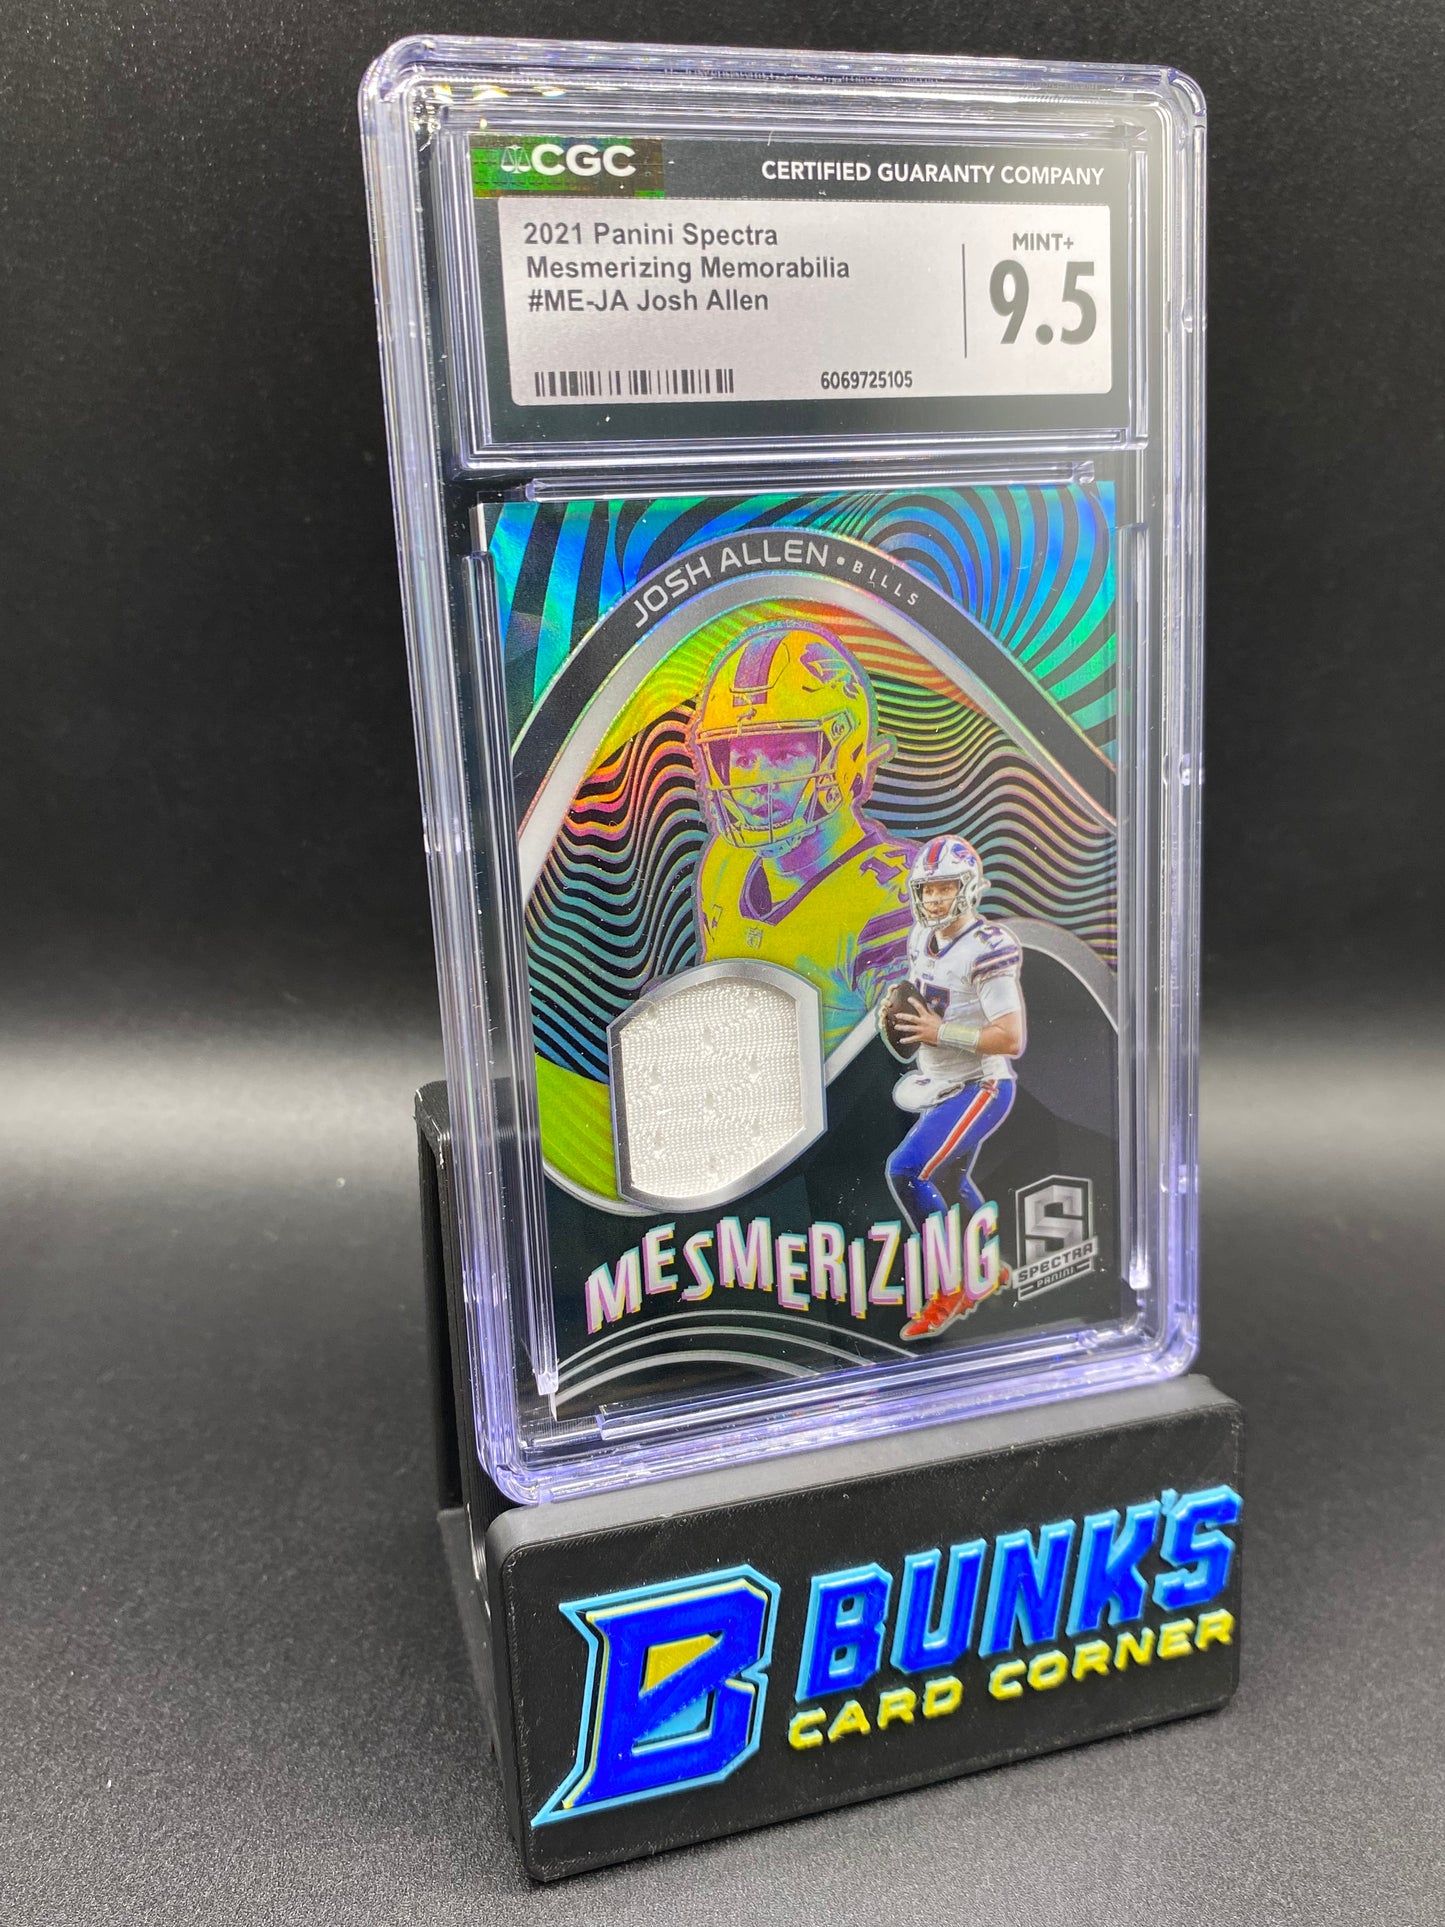 CGC
CERTIFIED GUARANTY COMPANY
2021 Panini Spectra
Mesmerizing Memorabilia
#ME-JA Josh Allen
MINT+
9.5
6069725105
JOSH ALLEN • BILLS
17
MESMERIZING
S
SPECTRA
PANINI
B
BUNK'S
CARD CORNER